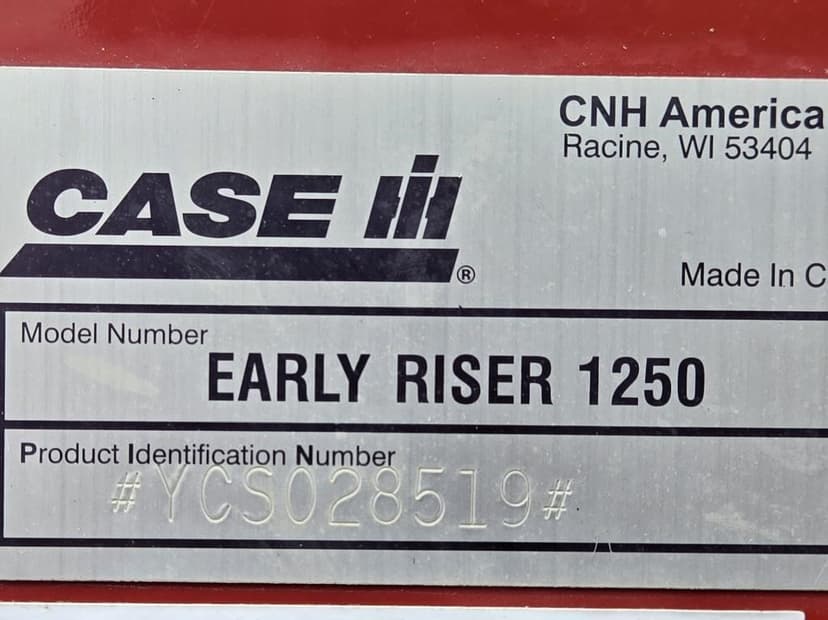 CNH America
Racine, WI 53404
CASE IH®
Made In C
Model Number
EARLY RISER 1250
Product Identification Number
#YCS028519#